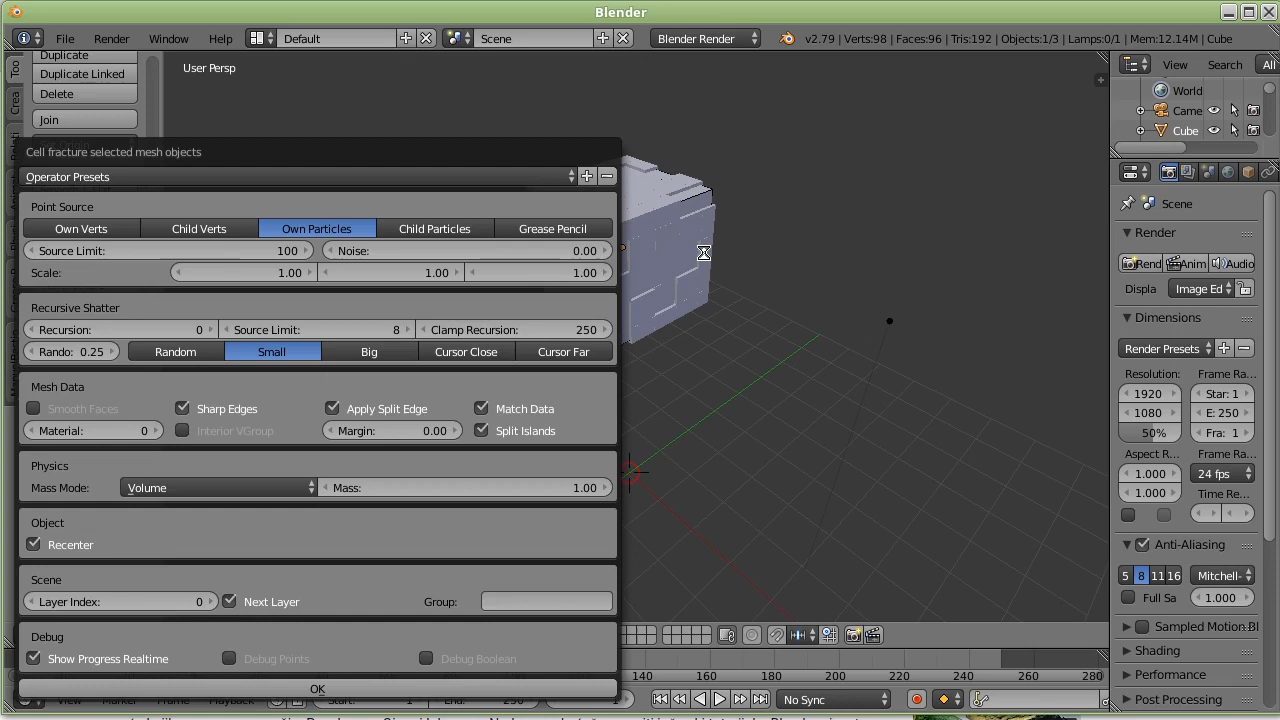 Blender
File Render Window Help Default Scene Blender Render v2.79 | Verts:98 | Faces:96 | Tris:192 | Objects:1/3 | Lamps:0/1 | Mem:12.14M | Cube
Duplicate
Duplicate Linked
Delete
Join
Too
Crea
User Persp
View Search All
World
Came
Cube
Cell fracture selected mesh objects
Operator Presets
Point Source
Own Verts Child Verts Own Particles Child Particles Grease Pencil
Source Limit: 100 Noise: 0.00
Scale: 1.00 1.00 1.00
Recursive Shatter
Recursion: 0 Source Limit: 8 Clamp Recursion: 250
Rando: 0.25 Random Small Big Cursor Close Cursor Far
Mesh Data
Smooth Faces Sharp Edges Apply Split Edge Match Data
Material: 0 Interior VGroup Margin: 0.00 Split Islands
Physics
Mass Mode: Volume Mass: 1.00
Object
Recenter
Scene
Layer Index: 0 Next Layer Group:
Debug
Show Progress Realtime Debug Points Debug Boolean
OK
Scene
Render
Rend Anim Audio
Displa Image Ed
Dimensions
Render Presets
Resolution: Frame Ra...
1920 Star: 1
1080 E: 250
50% Fra: 1
Aspect R... Frame Ra...
1.000 24 fps
1.000 Time Re...
Anti-Aliasing
5 8 11 16 Mitchell-
Full Sa 1.000
Sampled Motion Bl
Shading
Performance
Post Processing
140 160 180 200 220 240 260 280
No Sync